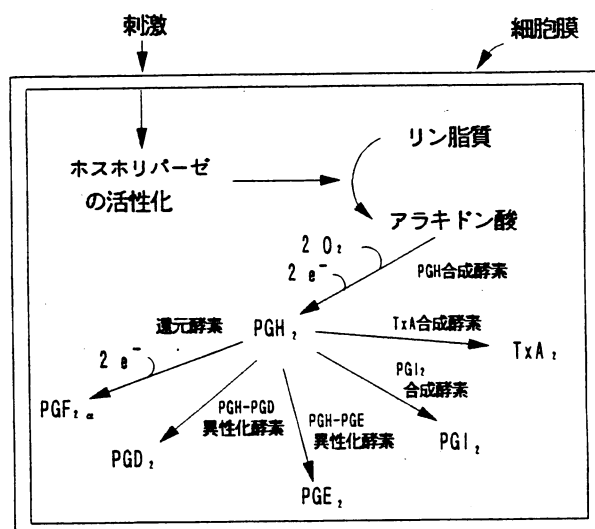 刺激
細胞膜
リン脂質
ホスホリパーゼ
の活性化
アラキドン酸
2 O₂
2 e⁻
PGH合成酵素
還元酵素
PGH₂
TxA合成酵素
TxA₂
2 e⁻
PGI₂
合成酵素
PGF₂α
PGH-PGD
異性化酵素
PGH-PGE
異性化酵素
PGI₂
PGD₂
PGE₂